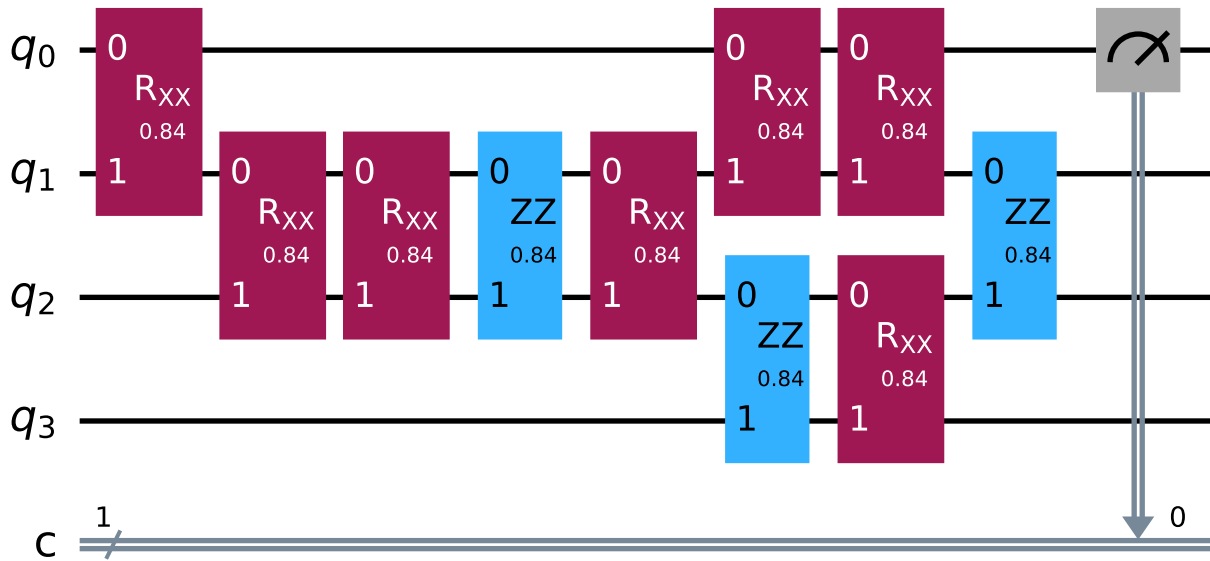 q0 0 0 0
RXX RXX RXX
0.84 0.84 0.84
q1 1 0 0 0 0 1 1 0
RXX RXX ZZ RXX ZZ
0.84 0.84 0.84 0.84 0.84
q2 1 1 1 1 0 0 1
ZZ RXX
0.84 0.84
q3 1 1
1 0
c